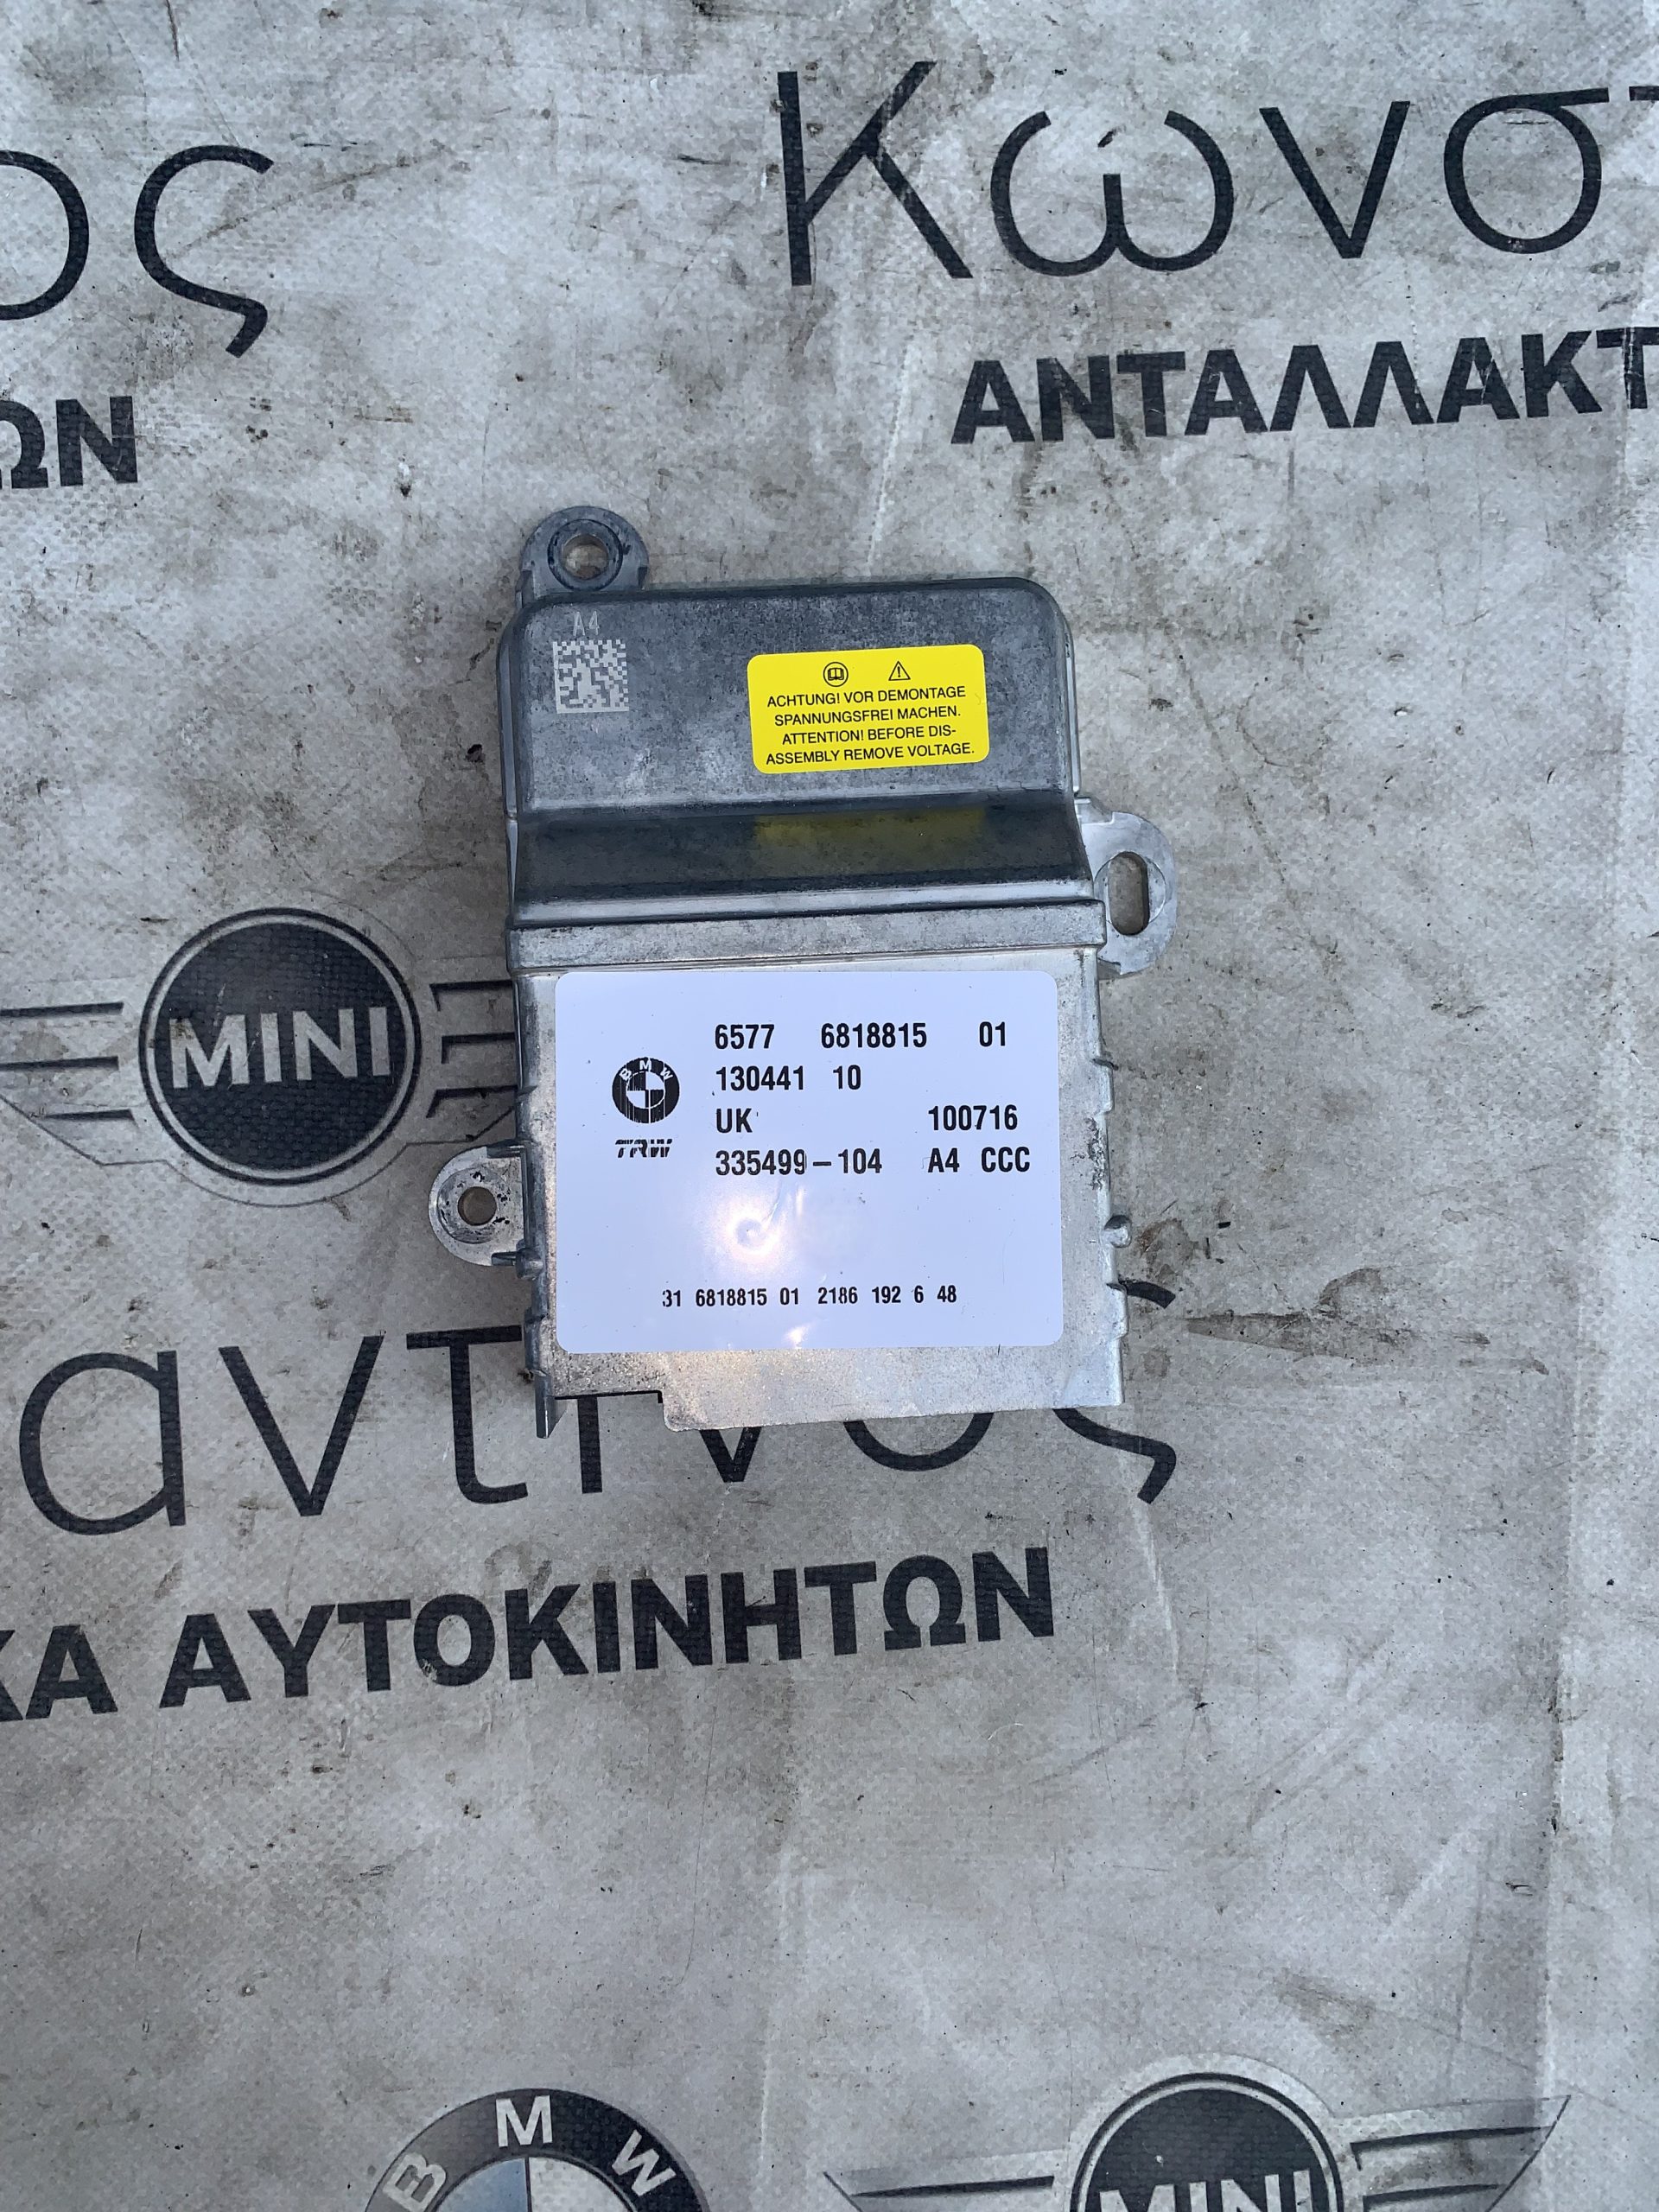 Κωνστ
ος
ΑΝΤΑΛΛΑΚΤ
ΩΝ
A4
ACHTUNG! VOR DEMONTAGE
SPANNUNGSFREI MACHEN.
ATTENTION! BEFORE DIS-
ASSEMBLY REMOVE VOLTAGE.
MINI
6577 6818815 01
BMW
130441 10
UK 100716
TRW
335499-104 A4 CCC
31 6818815 01 2186 192 6 48
αντινος
ΚΑ ΑΥΤΟΚΙΝΗΤΩΝ
BMW
MINI